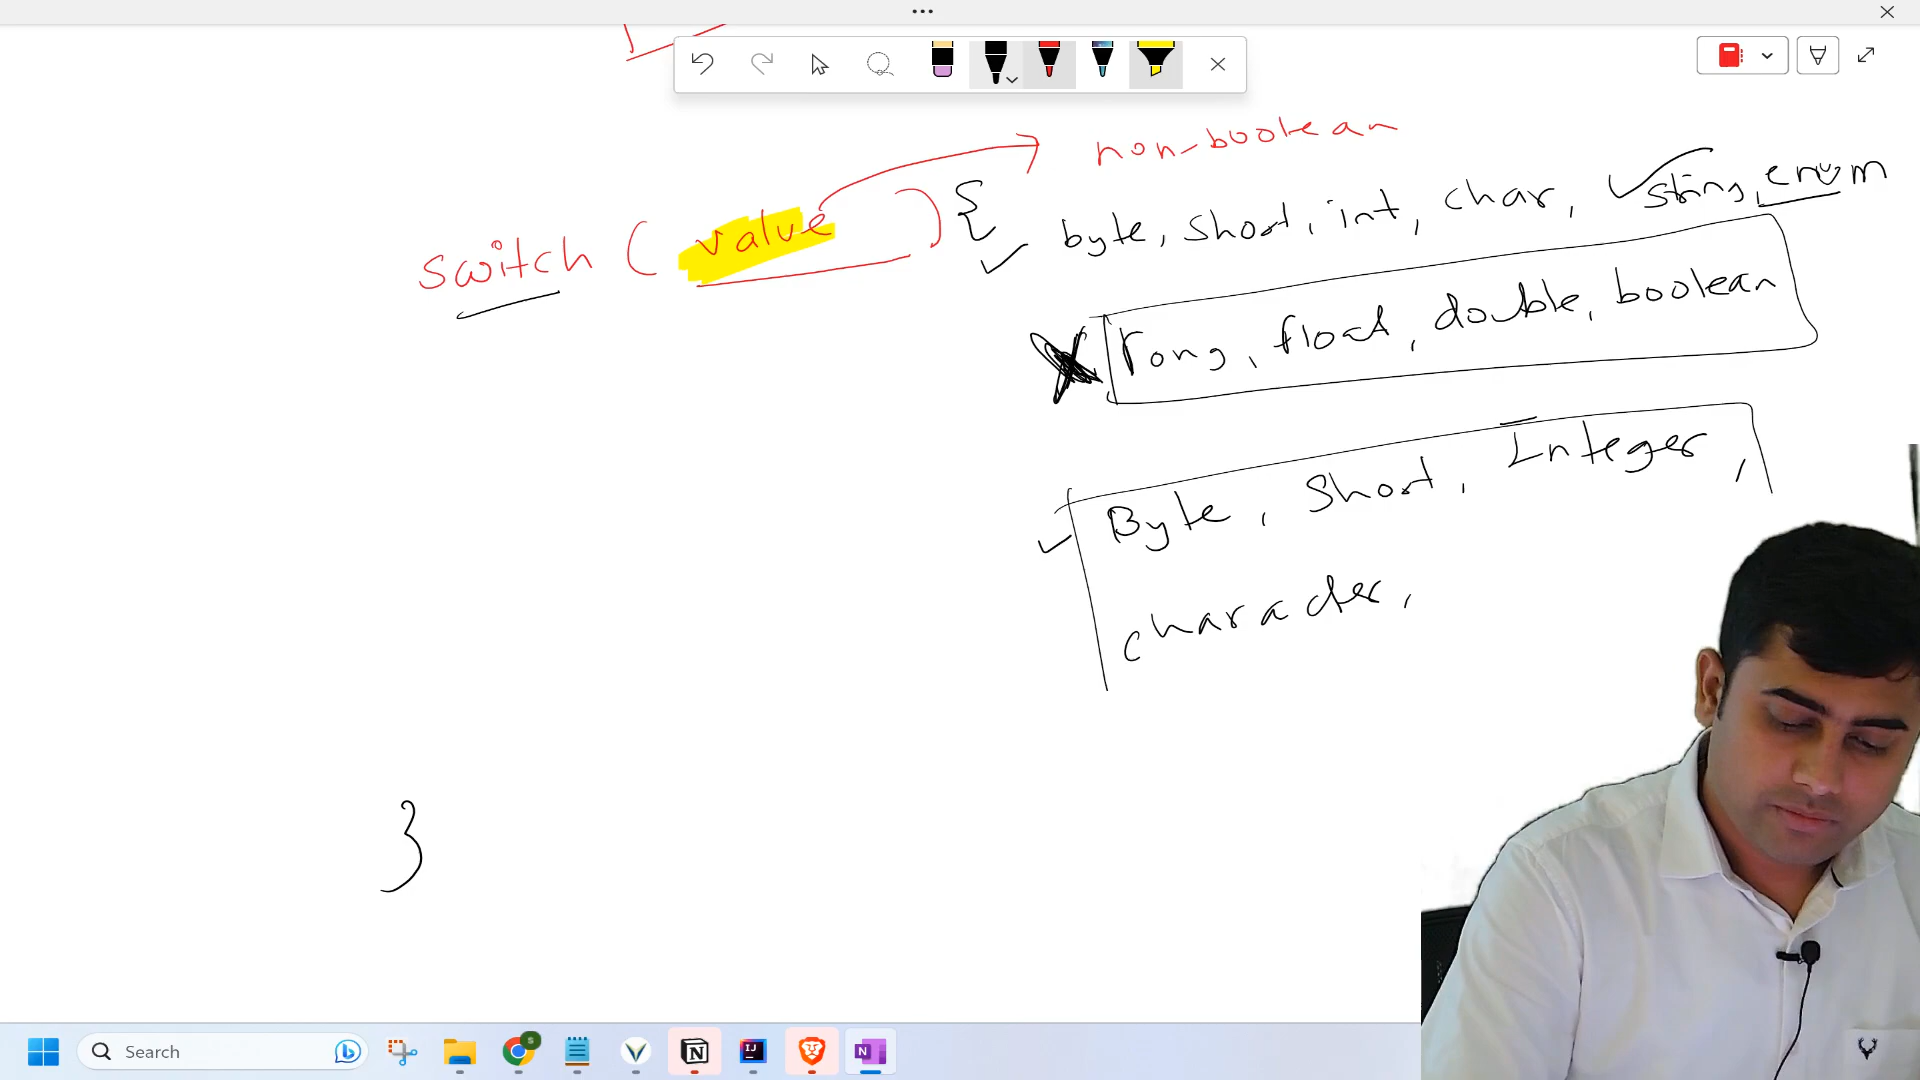 non-boolean
switch ( value ) {
byte, short, int, char, string, enum
long, float, double, boolean
Byte, Short, Integer,
character,
}
Search